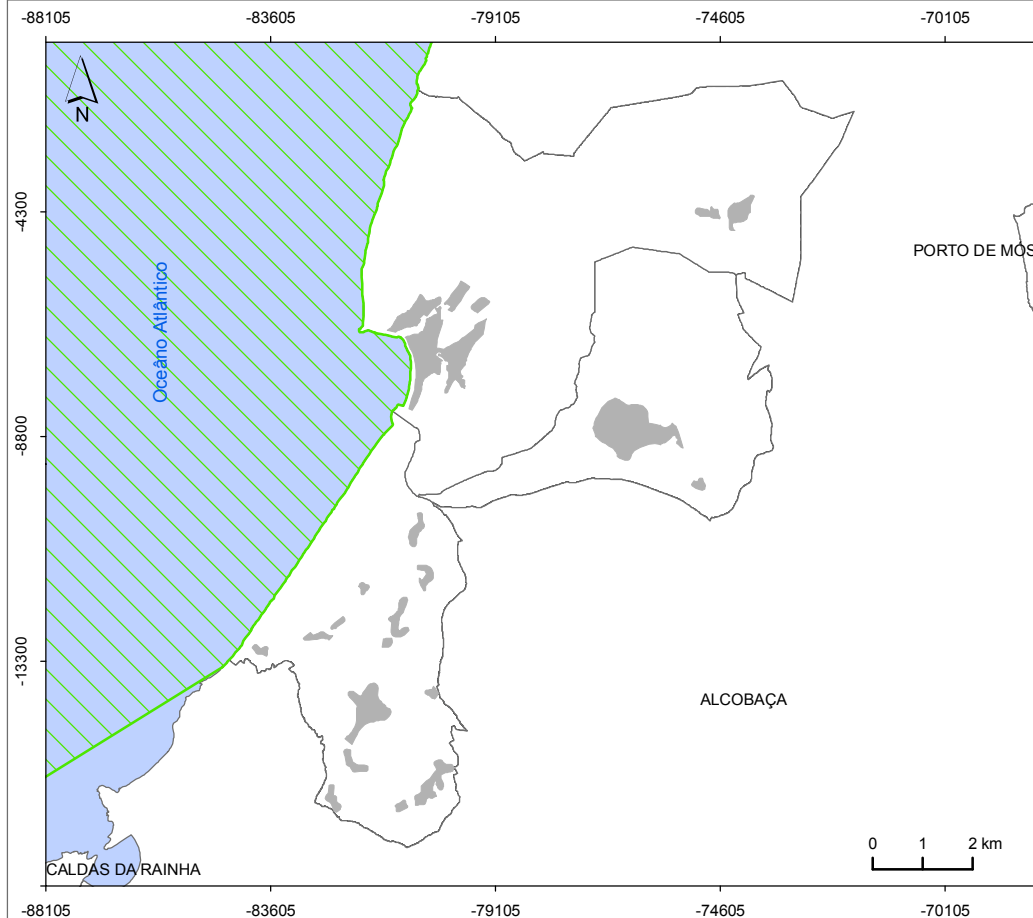 -88105 -83605 -79105 -74605 -70105
N
-4300
PORTO DE MOS
Oceâno Atlântico
-8800
-13300
ALCOBAÇA
0 1 2 km
CALDAS DA RAINHA
-88105 -83605 -79105 -74605 -70105